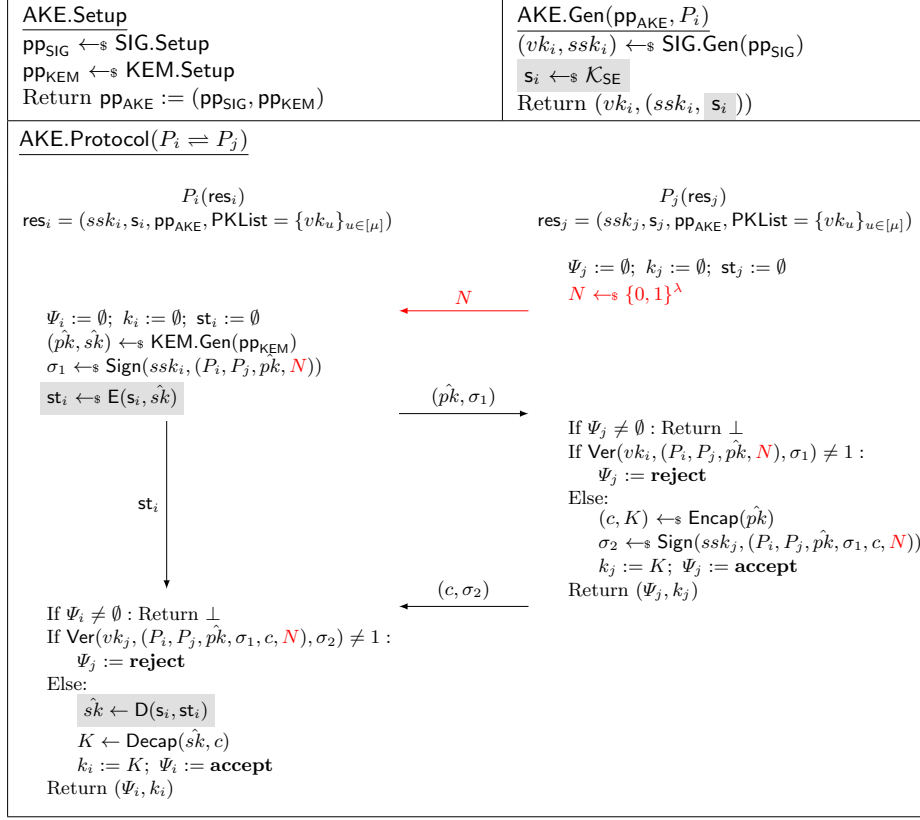 AKE.Setup
pp_SIG ←$ SIG.Setup
pp_KEM ←$ KEM.Setup
Return pp_AKE := (pp_SIG, pp_KEM)
AKE.Gen(pp_AKE, P_i)
(vk_i, ssk_i) ←$ SIG.Gen(pp_SIG)
s_i ←$ 𝒦_SE
Return (vk_i, (ssk_i, s_i))
AKE.Protocol(P_i ⇌ P_j)
P_i(res_i)
res_i = (ssk_i, s_i, pp_AKE, PKList = {vk_u}_{u∈[μ]})
P_j(res_j)
res_j = (ssk_j, s_j, pp_AKE, PKList = {vk_u}_{u∈[μ]})
Ψ_j := ∅; k_j := ∅; st_j := ∅
N ←$ {0, 1}^λ
N
Ψ_i := ∅; k_i := ∅; st_i := ∅
(p̂k, ŝk) ←$ KEM.Gen(pp_KEM)
σ_1 ←$ Sign(ssk_i, (P_i, P_j, p̂k, N))
st_i ←$ E(s_i, ŝk)
(p̂k, σ_1)
If Ψ_j ≠ ∅ : Return ⊥
If Ver(vk_i, (P_i, P_j, p̂k, N), σ_1) ≠ 1 :
Ψ_j := reject
Else:
(c, K) ←$ Encap(p̂k)
σ_2 ←$ Sign(ssk_j, (P_i, P_j, p̂k, σ_1, c, N))
k_j := K; Ψ_j := accept
Return (Ψ_j, k_j)
st_i
(c, σ_2)
If Ψ_i ≠ ∅ : Return ⊥
If Ver(vk_j, (P_i, P_j, p̂k, σ_1, c, N), σ_2) ≠ 1 :
Ψ_j := reject
Else:
ŝk ← D(s_i, st_i)
K ← Decap(ŝk, c)
k_i := K; Ψ_i := accept
Return (Ψ_i, k_i)